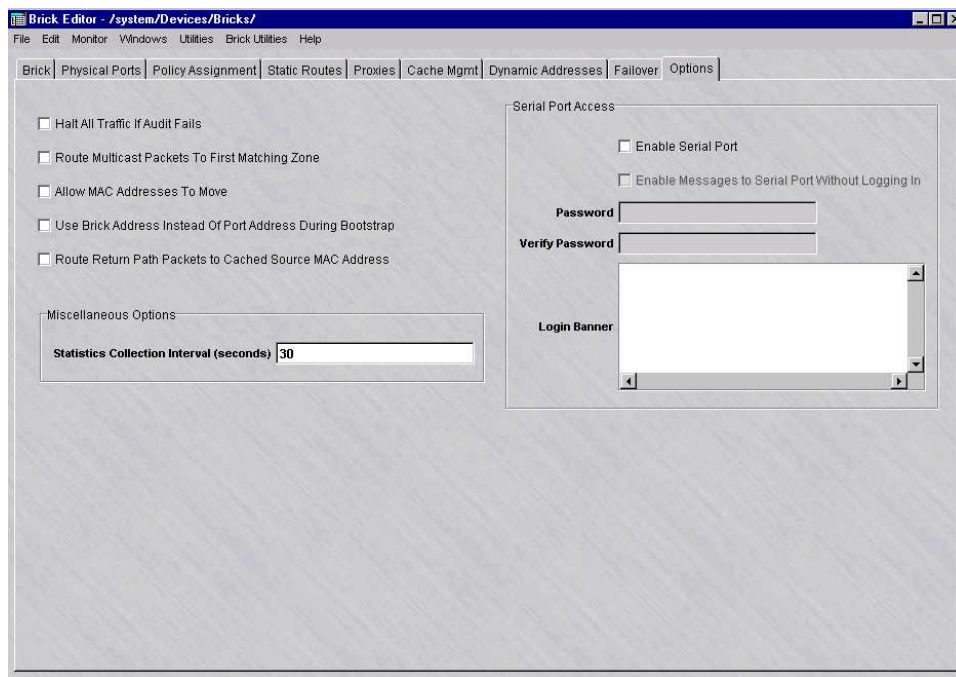 Brick Editor - /system/Devices/Bricks/
File Edit Monitor Windows Utilities Brick Utilities Help
Brick Physical Ports Policy Assignment Static Routes Proxies Cache Mgmt Dynamic Addresses Failover Options
Halt All Traffic If Audit Fails
Route Multicast Packets To First Matching Zone
Allow MAC Addresses To Move
Use Brick Address Instead Of Port Address During Bootstrap
Route Return Path Packets to Cached Source MAC Address
Miscellaneous Options
Statistics Collection Interval (seconds) 30
Serial Port Access
Enable Serial Port
Enable Messages to Serial Port Without Logging In
Password
Verify Password
Login Banner